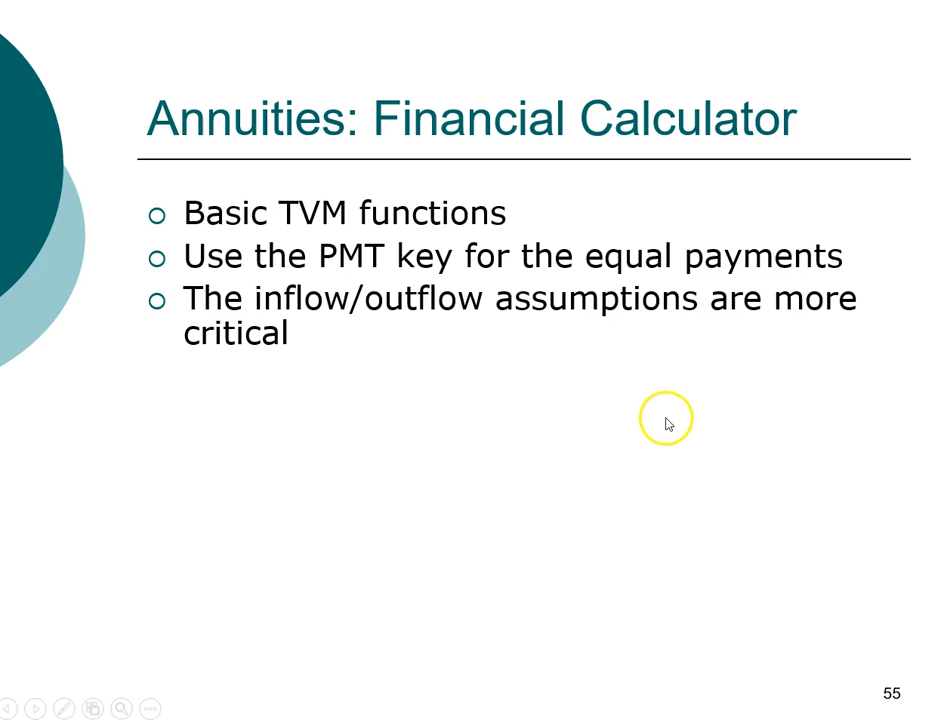 Annuities: Financial Calculator
Basic TVM functions
Use the PMT key for the equal payments
The inflow/outflow assumptions are more
critical
55